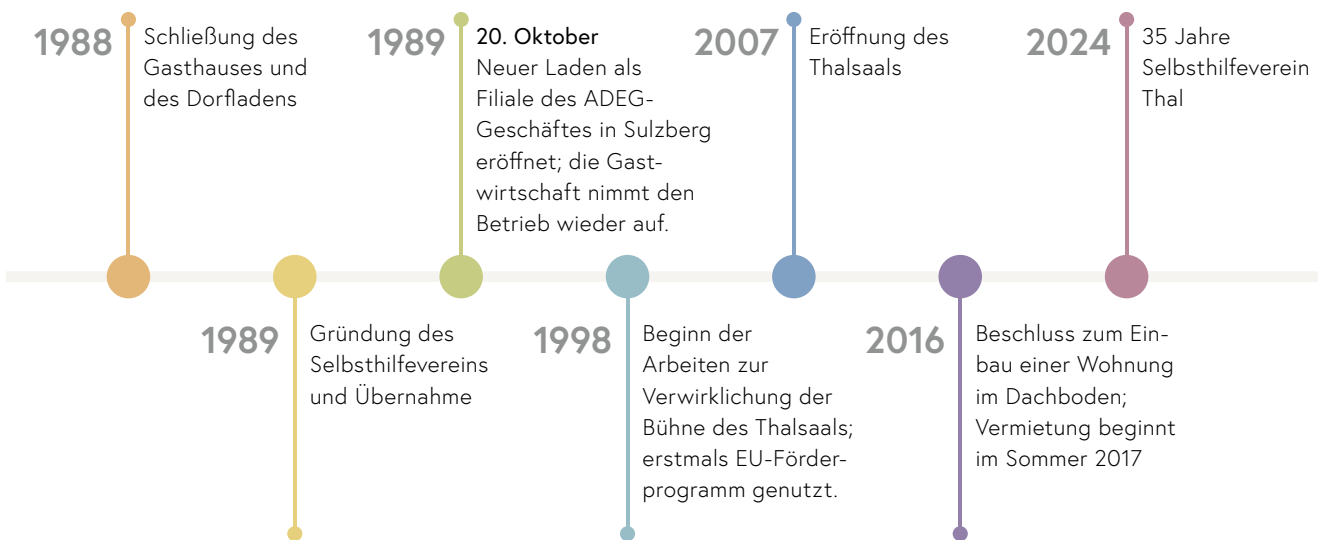 1988
Schließung des
Gasthauses und
des Dorfladens
1989
Gründung des
Selbsthilfevereins
und Übernahme
1989
20. Oktober
Neuer Laden als
Filiale des ADEG-
Geschäftes in Sulzberg
eröffnet; die Gast-
wirtschaft nimmt den
Betrieb wieder auf.
1998
Beginn der
Arbeiten zur
Verwirklichung der
Bühne des Thalsaals;
erstmals EU-Förder-
programm genutzt.
2007
Eröffnung des
Thalsaals
2016
Beschluss zum Ein-
bau einer Wohnung
im Dachboden;
Vermietung beginnt
im Sommer 2017
2024
35 Jahre
Selbsthilfeverein
Thal